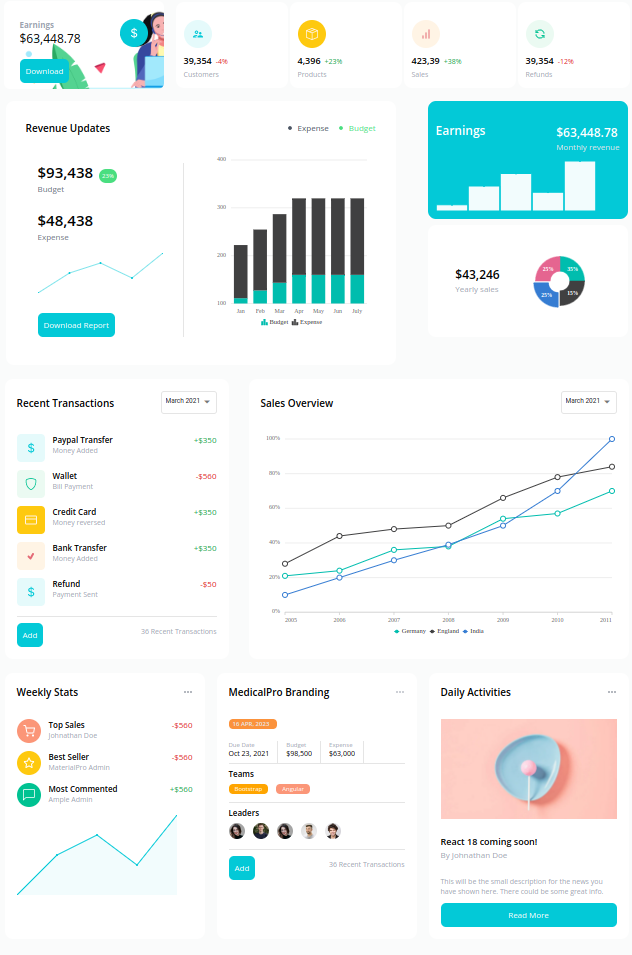 Earnings
$63,448.78
Download
$
39,354 -4%
Customers
4,396 +23%
Products
423,39 +38%
Sales
39,354 -12%
Refunds
Revenue Updates
Expense
Budget
$93,438 23%
Budget
$48,438
Expense
Download Report
400
300
200
100
Jan Feb Mar Apr May Jun July
Budget Expense
Earnings
$63,448.78
Monthly revenue
$43,246
Yearly sales
25% 35%
25% 15%
Recent Transactions
March 2021
$
Paypal Transfer +$350
Money Added
Wallet -$560
Bill Payment
Credit Card +$350
Money reversed
Bank Transfer +$350
Money Added
$
Refund -$50
Payment Sent
Add
36 Recent Transactions
Sales Overview
March 2021
100%
80%
60%
40%
20%
0%
2005 2006 2007 2008 2009 2010 2011
Germany England India
Weekly Stats
Top Sales -$560
Johnathan Doe
Best Seller -$560
MaterialPro Admin
Most Commented +$560
Ample Admin
MedicalPro Branding
16 APR, 2023
Due Date Budget Expense
Oct 23, 2021 $98,500 $63,000
Teams
Bootstrap Angular
Leaders
Add
36 Recent Transactions
Daily Activities
React 18 coming soon!
By Johnathan Doe
This will be the small description for the news you
have shown here. There could be some great info.
Read More